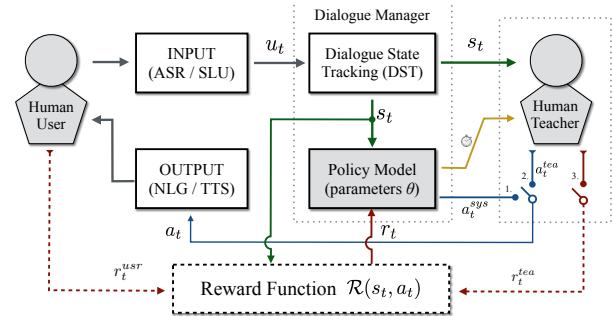 Dialogue Manager
INPUT
(ASR / SLU)
u_t
Dialogue State
Tracking (DST)
s_t
Human
User
Human
Teacher
s_t
OUTPUT
(NLG / TTS)
Policy Model
(parameters θ)
a_t^{tea}
1.
2.
3.
a_t^{sys}
a_t
r_t
r_t^{usr}
r_t^{tea}
Reward Function R(s_t, a_t)